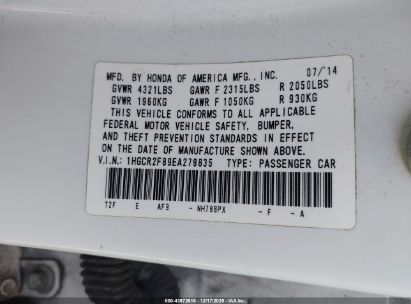 MFD. BY HONDA OF AMERICA MFG., INC. 07/'14
GVWR 4321LBS GAWR F 2315LBS R 2050LBS
GVWR 1960KG GAWR F 1050KG R 930KG
THIS VEHICLE CONFORMS TO ALL APPLICABLE
FEDERAL MOTOR VEHICLE SAFETY, BUMPER,
AND THEFT PREVENTION STANDARDS IN EFFECT
ON THE DATE OF MANUFACTURE SHOWN ABOVE.
V.I.N.: 1HGCR2F89EA279835 TYPE: PASSENGER CAR
T2F E AF9 -NH788PX -F -A